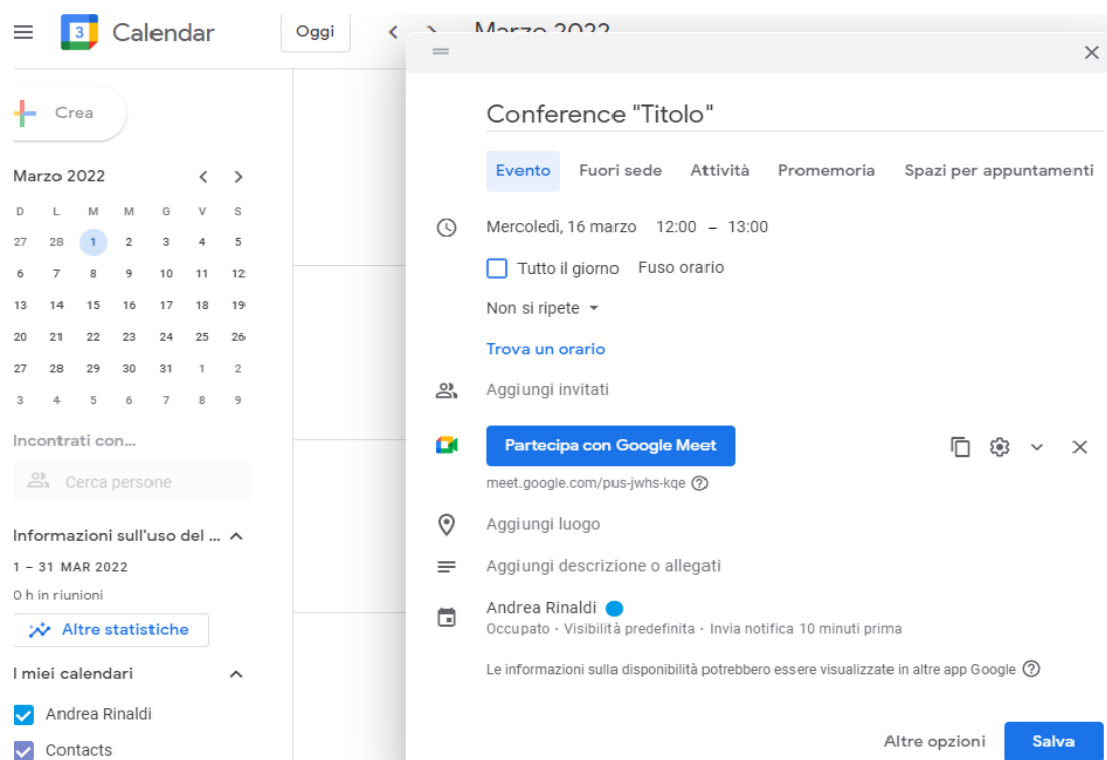 3 Calendar Oggi < > Marzo 2022
Crea
Marzo 2022 < >
D L M M G V S
27 28 1 2 3 4 5
6 7 8 9 10 11 12
13 14 15 16 17 18 19
20 21 22 23 24 25 26
27 28 29 30 31 1 2
3 4 5 6 7 8 9
Incontrati con...
Cerca persone
Informazioni sull'uso del ...
1 – 31 MAR 2022
0 h in riunioni
Altre statistiche
I miei calendari
Andrea Rinaldi
Contacts
Conference "Titolo"
Evento Fuori sede Attività Promemoria Spazi per appuntamenti
Mercoledì, 16 marzo 12:00 – 13:00
Tutto il giorno Fuso orario
Non si ripete
Trova un orario
Aggiungi invitati
Partecipa con Google Meet
meet.google.com/pus-jwhs-kqe
Aggiungi luogo
Aggiungi descrizione o allegati
Andrea Rinaldi
Occupato · Visibilità predefinita · Invia notifica 10 minuti prima
Le informazioni sulla disponibilità potrebbero essere visualizzate in altre app Google
Altre opzioni Salva